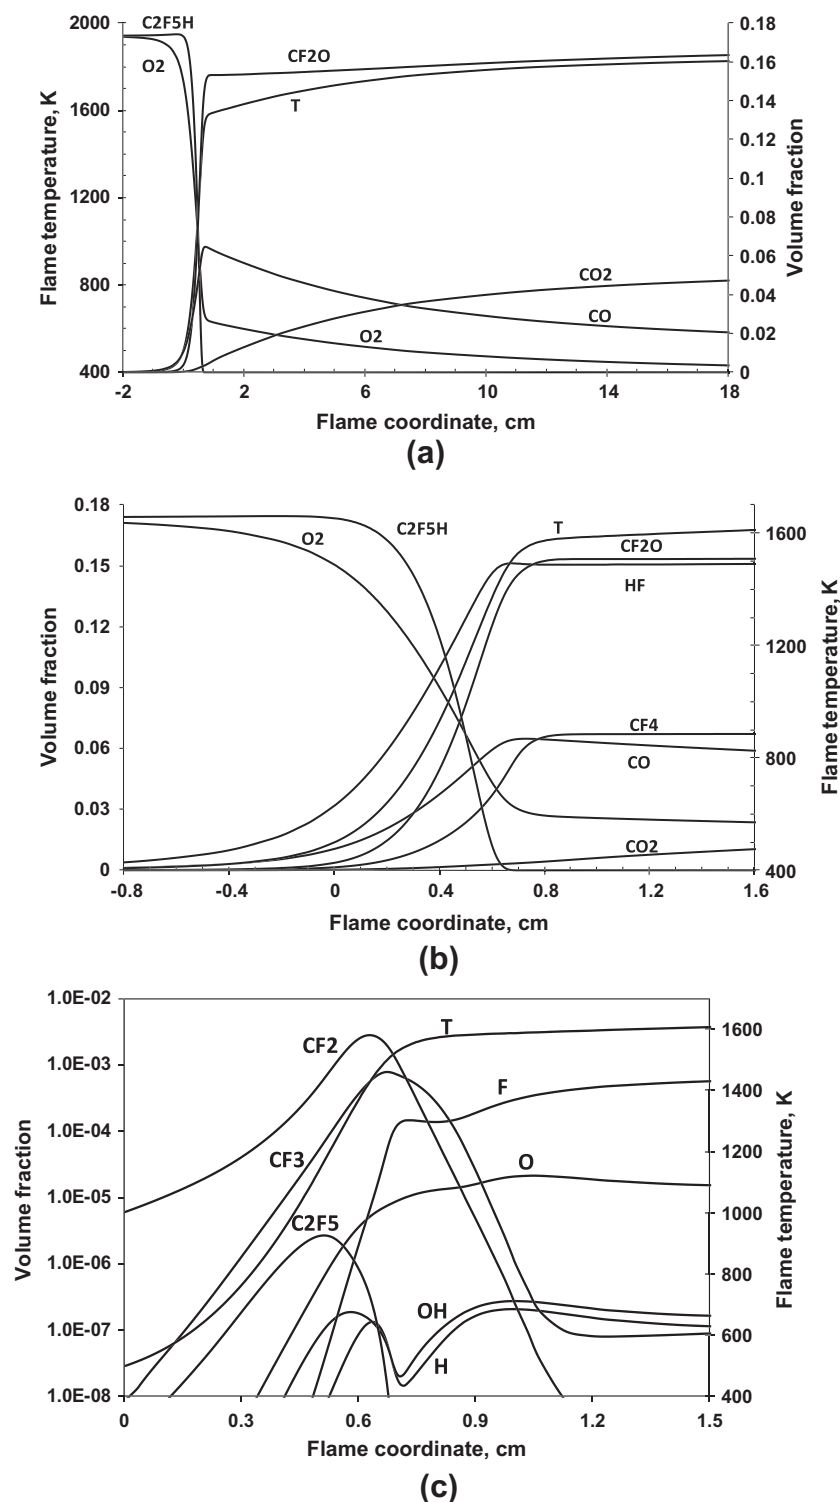 2000
1600
1200
800
400
Flame temperature, K
0.18
0.16
0.14
0.12
0.1
0.08
0.06
0.04
0.02
0
Volume fraction
C2F5H
O2
CF2O
T
CO2
CO
O2
-2
2
6
10
14
18
Flame coordinate, cm
(a)
0.18
0.15
0.12
0.09
0.06
0.03
0
Volume fraction
1600
1200
800
400
Flame temperature, K
O2
C2F5H
T
CF2O
HF
CF4
CO
CO2
-0.8
-0.4
0
0.4
0.8
1.2
1.6
Flame coordinate, cm
(b)
1.0E-02
1.0E-03
1.0E-04
1.0E-05
1.0E-06
1.0E-07
1.0E-08
Volume fraction
1600
1400
1200
1000
800
600
400
Flame temperature, K
CF2
T
F
CF3
O
C2F5
OH
H
0
0.3
0.6
0.9
1.2
1.5
Flame coordinate, cm
(c)